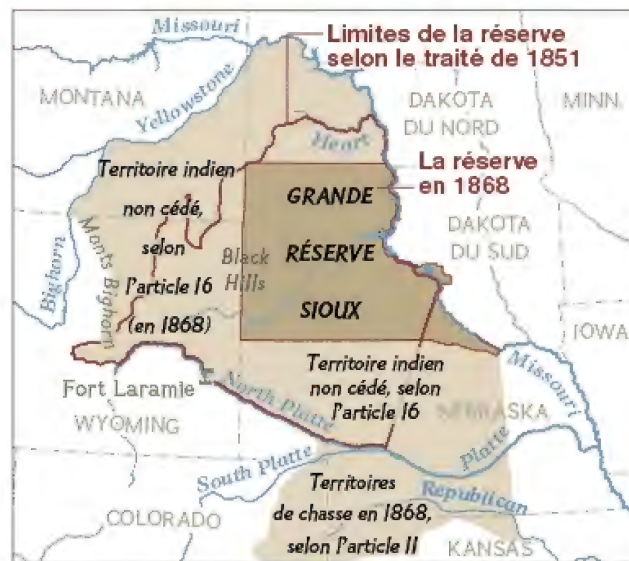 Missouri
Limites de la réserve
selon le traité de 1851
MONTANA
Yellowstone
DAKOTA
DU NORD
MINN.
Heart
La réserve
en 1868
Territoire indien
non cédé,
selon
l'article 16
(en 1868)
GRANDE
RÉSERVE
SIOUX
Black
Hills
DAKOTA
DU SUD
Bighorn
Monts Bighorn
IOWA
Territoire indien
non cédé, selon
l'article 16
Missouri
Fort Laramie
North Platte
NEBRASKA
WYOMING
South Platte
Platte
Republican
Territoires
de chasse en 1868,
selon l'article II
COLORADO
KANSAS